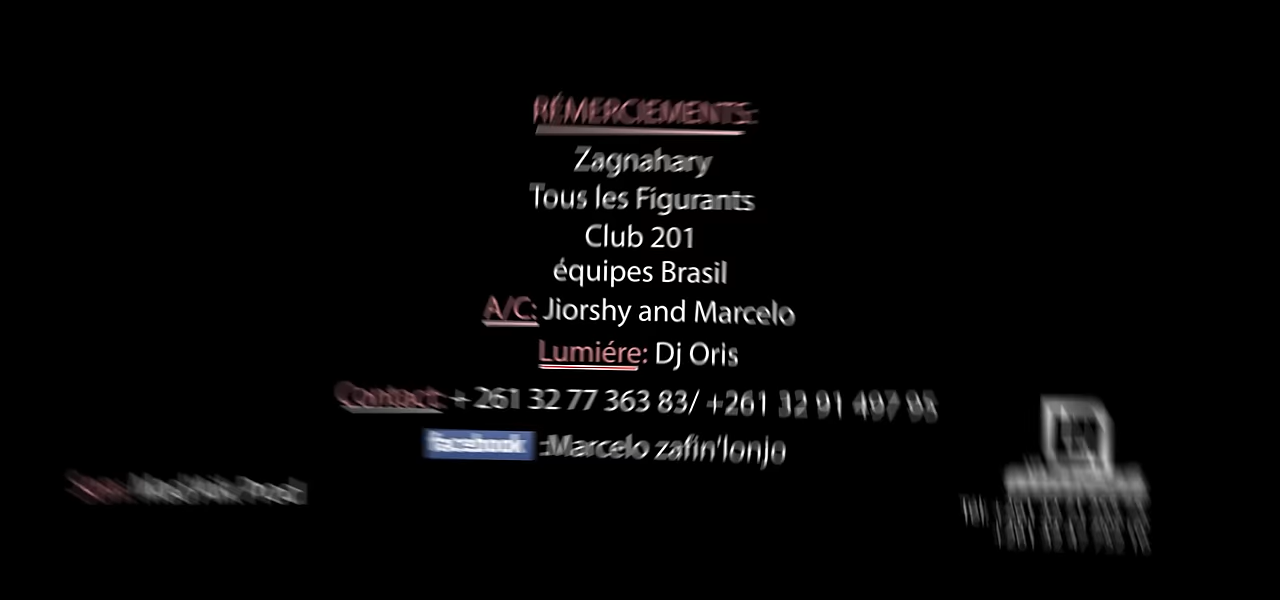 RÉMERCIEMENTS:
Zagnahary
Tous les Figurants
Club 201
équipes Brasil
A/C: Jiorshy and Marcelo
Lumiére: Dj Oris
Contact: + 261 32 77 363 83/ +261 32 91 497 95
facebook :Marcelo zafin'lonjo